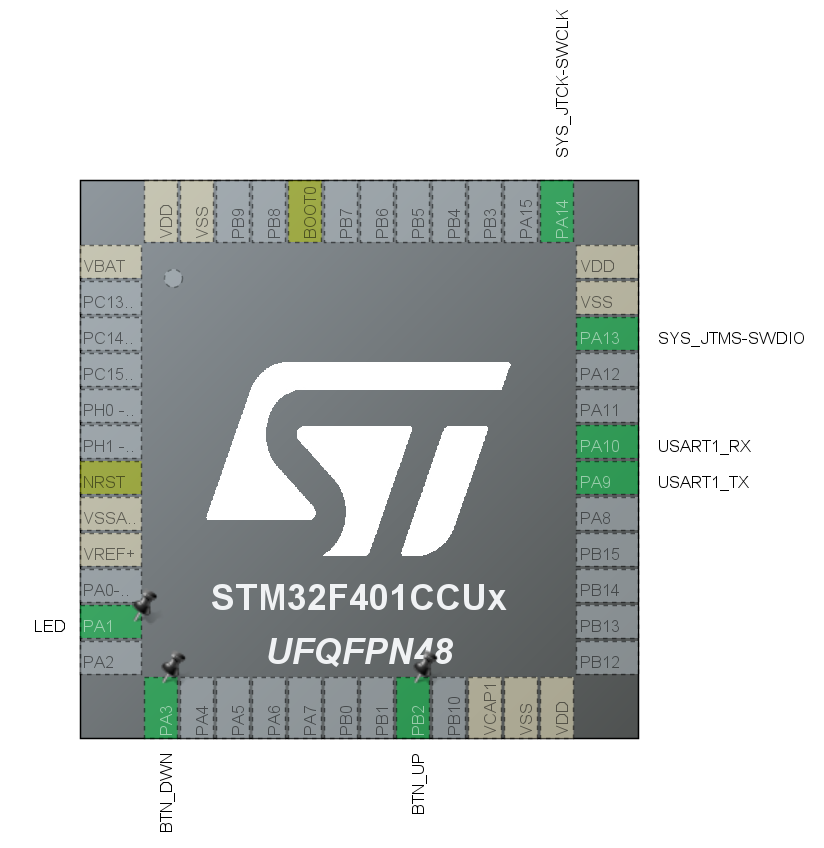 SYS_JTCK-SWCLK
VDD
VSS
PB9
PB8
BOOT0
PB7
PB6
PB5
PB4
PB3
PA15
PA14
VBAT
PC13..
PC14..
PC15..
PH0 -..
PH1 -..
NRST
VSSA..
VREF+
PA0-..
LED PA1
PA2
VDD
VSS
PA13 SYS_JTMS-SWDIO
PA12
PA11
PA10 USART1_RX
PA9 USART1_TX
PA8
PB15
PB14
PB13
PB12
ST
STM32F401CCUx
UFQFPN48
PA3
PA4
PA5
PA6
PA7
PB0
PB1
PB2
PB10
VCAP1
VSS
VDD
BTN_DWN
BTN_UP